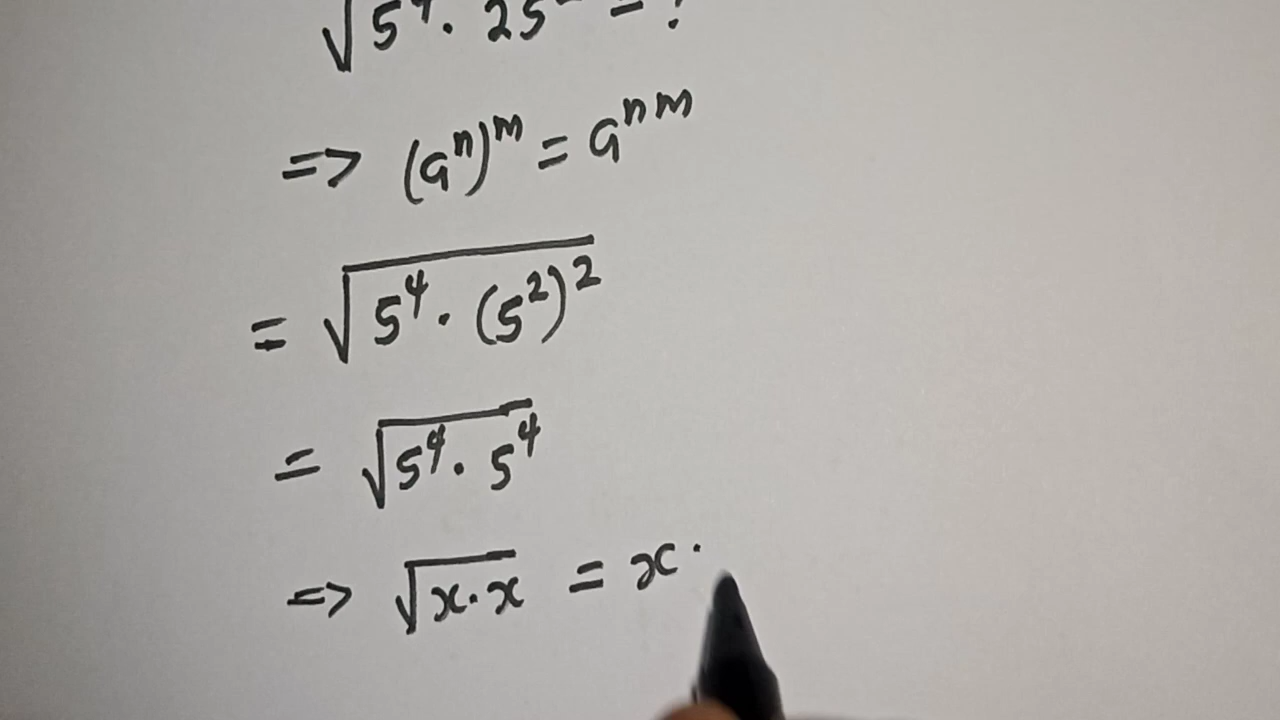 √5⁴ · 25² = ?
=> (aⁿ)ᵐ = aⁿᵐ
= √5⁴ · (5²)²
= √5⁴ · 5⁴
=> √x · x = x ·